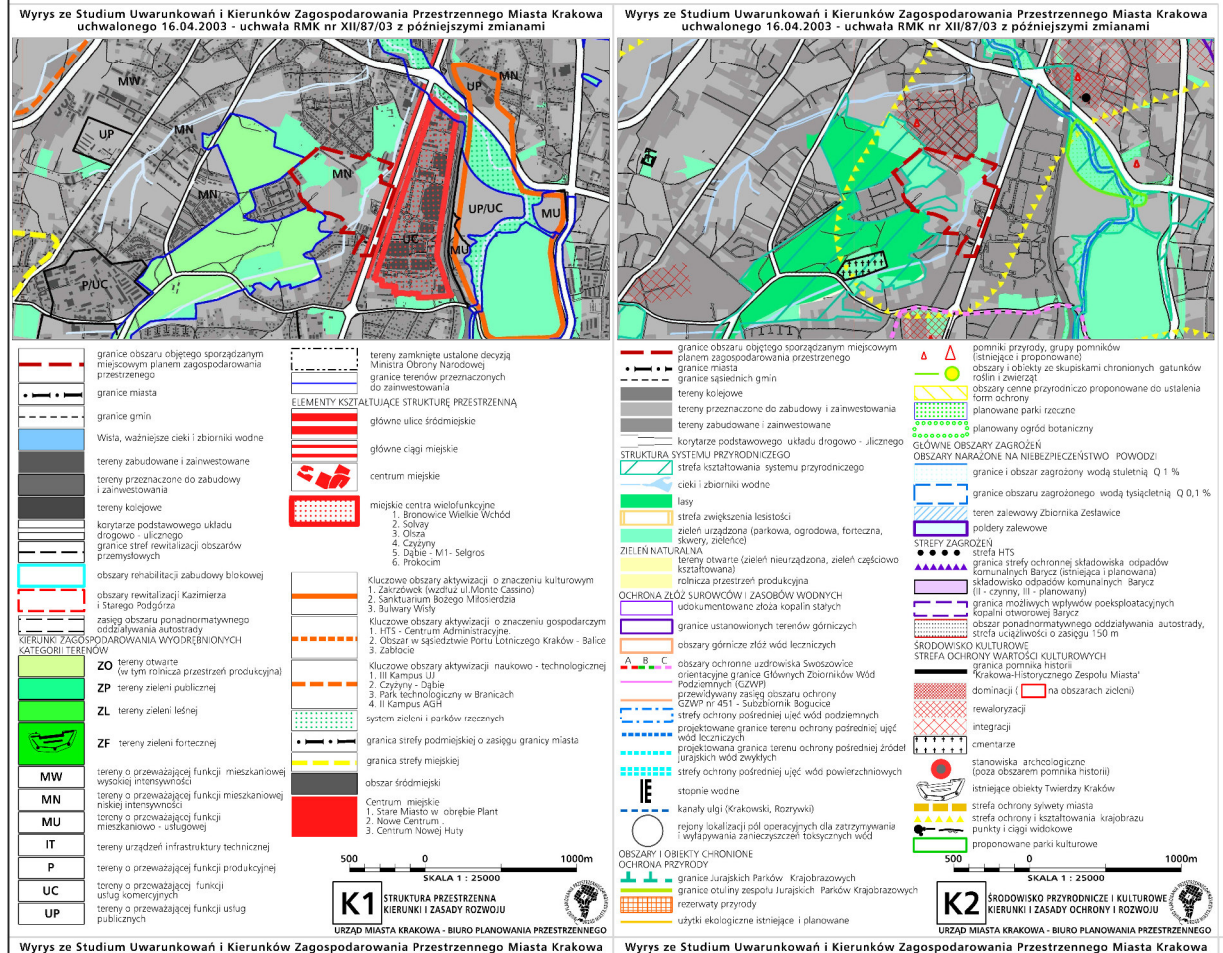 Wyrys ze Studium Uwarunkowań i Kierunków Zagospodarowania Przestrzennego Miasta Krakowa
uchwalonego 16.04.2003 - uchwała RMK nr XII/87/03 z późniejszymi zmianami
MW
MN
UP
UP
MN
MN
MN
MN
UP/UC
MU
UC
MU
P/UC
granice obszaru objętego sporządzanym
miejscowym planem zagospodarowania
przestrzenego
granice miasta
granice gmin
Wisła, ważniejsze cieki i zbiorniki wodne
tereny zabudowane i zainwestowane
tereny przeznaczone do zabudowy
i zainwestowania
tereny kolejowe
korytarze podstawowego układu
drogowo - ulicznego
granice stref rewitalizacji obszarów
przemysłowych
obszary rehabilitacji zabudowy blokowej
obszary rewitalizacji Kazimierza
i Starego Podgórza
zasięg obszaru ponadnormatywnego
oddziaływania autostrady
KIERUNKI ZAGOSPODAROWANIA WYODRĘBNIONYCH
KATEGORII TERENÓW
ZO tereny otwarte
(w tym rolnicza przestrzeń produkcyjna)
ZP tereny zieleni publicznej
ZL tereny zieleni leśnej
ZF tereny zieleni fortecznej
MW tereny o przeważającej funkcji mieszkaniowej
wysokiej intensywności
MN tereny o przeważającej funkcji mieszkaniowej
niskiej intensywności
MU tereny o przeważającej funkcji
mieszkaniowo - usługowej
IT tereny urządzeń infrastruktury technicznej
P tereny o przeważającej funkcji produkcyjnej
UC tereny o przeważającej funkcji
usług komercyjnych
UP tereny o przeważającej funkcji usług
publicznych
tereny zamknięte ustalone decyzją
Ministra Obrony Narodowej
granice terenów przeznaczonych
do zainwestowania
ELEMENTY KSZTAŁTUJĄCE STRUKTURĘ PRZESTRZENNĄ
główne ulice śródmiejskie
główne ciągi miejskie
centrum miejskie
miejskie centra wielofunkcyjne
1. Bronowice Wielkie Wchód
2. Solvay
3. Olsza
4. Czyżyny
5. Dąbie - M1- Selgros
6. Prokocim
Kluczowe obszary aktywizacji o znaczeniu kulturowym
1. Zakrzówek (wzdłuż ul.Monte Cassino)
2. Sanktuarium Bożego Miłosierdzia
3. Bulwary Wisły
Kluczowe obszary aktywizacji o znaczeniu gospodarczym
1. HTS - Centrum Administracyjne.
2. Obszar w sąsiedztwie Portu Lotniczego Kraków - Balice
3. Zabłocie
Kluczowe obszary aktywizacji naukowo - technologicznej
1. III Kampus UJ
2. Czyżyny - Dąbie
3. Park technologiczny w Branicach
4. II Kampus AGH
system zieleni i parków rzecznych
granica strefy podmiejskiej o zasięgu granicy miasta
granica strefy miejskiej
obszar śródmiejski
Centrum miejskie
1. Stare Miasto w obrębie Plant
2. Nowe Centrum .
3. Centrum Nowej Huty
500 0 1000m
SKALA 1 : 25000
K1 STRUKTURA PRZESTRZENNA
KIERUNKI I ZASADY ROZWOJU
URZĄD MIASTA KRAKOWA - BIURO PLANOWANIA PRZESTRZENNEGO
Wyrys ze Studium Uwarunkowań i Kierunków Zagospodarowania Przestrzennego Miasta Krakowa
uchwalonego 16.04.2003 - uchwała RMK nr XII/87/03 z późniejszymi zmianami
granice obszaru objętego sporządzanym miejscowym
planem zagospodarowania przestrzenego
granice miasta
granice sąsiednich gmin
tereny kolejowe
tereny przeznaczone do zabudowy i zainwestowania
tereny zabudowane i zainwestowane
korytarze podstawowego układu drogowo - ulicznego
STRUKTURA SYSTEMU PRZYRODNICZEGO
strefa kształtowania systemu przyrodniczego
cieki i zbiorniki wodne
lasy
strefa zwiększenia lesistości
zieleń urządzona (parkowa, ogrodowa, forteczna,
skwery, zieleńce)
ZIELEŃ NATURALNA
tereny otwarte (zieleń nieurządzona, zieleń częściowo
kształtowana)
rolnicza przestrzeń produkcyjna
OCHRONA ZŁÓŻ SUROWCÓW I ZASOBÓW WODNYCH
udokumentowane złoża kopalin stałych
granice ustanowionych terenów górniczych
obszary górnicze złóż wód leczniczych
A B C obszary ochronne uzdrowiska Swoszowice
orientacyjne granice Głównych Zbiorników Wód
Podziemnych (GZWP)
przewidywany zasięg obszaru ochrony
GZWP nr 451 - Subzbiornik Bogucice
strefy ochrony pośredniej ujęć wód podziemnych
projektowane granice terenu ochrony pośredniej ujęć
wód leczniczych
projektowana granica terenu ochrony pośredniej źródeł
jurajskich wód zwykłych
strefy ochrony pośredniej ujęć wód powierzchniowych
stopnie wodne
kanały ulgi (Krakowski, Rozrywki)
rejony lokalizacji pól operacyjnych dla zatrzymywania
i wyłapywania zanieczyszczeń toksycznych wód
OBSZARY I OBIEKTY CHRONIONE
OCHRONA PRZYRODY
granice Jurajskich Parków Krajobrazowych
granice otuliny zespołu Jurajskich Parków Krajobrazowych
rezerwaty przyrody
użytki ekologiczne istniejące i planowane
pomniki przyrody, grupy pomników
(istniejące i proponowane)
obszary i obiekty ze skupiskami chronionych gatunków
roślin i zwierząt
obszary cenne przyrodniczo proponowane do ustalenia
form ochrony
planowane parki rzeczne
planowany ogród botaniczny
GŁÓWNE OBSZARY ZAGROŻEŃ
OBSZARY NARAŻONE NA NIEBEZPIECZEŃSTWO POWODZI
granice i obszar zagrożony wodą stuletnią Q 1 %
granice obszaru zagrożonego wodą tysiącletnią Q 0,1 %
teren zalewowy Zbiornika Zesławice
poldery zalewowe
STREFY ZAGROŻEŃ
strefa HTS
granica strefy ochronnej składowiska odpadów
komunalnych Barycz (istniejąca i planowana)
składowisko odpadów komunalnych Barycz
(II - czynny, III - planowany)
granica możliwych wpływów poeksploatacyjnych
kopalni otworowej Barycz
obszar ponadnormatywnego oddziaływania autostrady,
strefa uciążliwości o zasięgu 150 m
ŚRODOWISKO KULTUROWE
STREFA OCHRONY WARTOŚCI KULTUROWYCH
granica pomnika historii
"Krakowa-Historycznego Zespołu Miasta"
dominacji ( na obszarach zieleni)
rewaloryzacji
integracji
cmentarze
stanowiska archeologiczne
(poza obszarem pomnika historii)
istniejące obiekty Twierdzy Kraków
strefa ochrony sylwety miasta
strefa ochrony i kształtowania krajobrazu
punkty i ciągi widokowe
proponowane parki kulturowe
500 0 1000m
SKALA 1 : 25000
K2 ŚRODOWISKO PRZYRODNICZE I KULTUROWE
KIERUNKI I ZASADY OCHRONY I ROZWOJU
URZĄD MIASTA KRAKOWA - BIURO PLANOWANIA PRZESTRZENNEGO
Wyrys ze Studium Uwarunkowań i Kierunków Zagospodarowania Przestrzennego Miasta Krakowa
Wyrys ze Studium Uwarunkowań i Kierunków Zagospodarowania Przestrzennego Miasta Krakowa